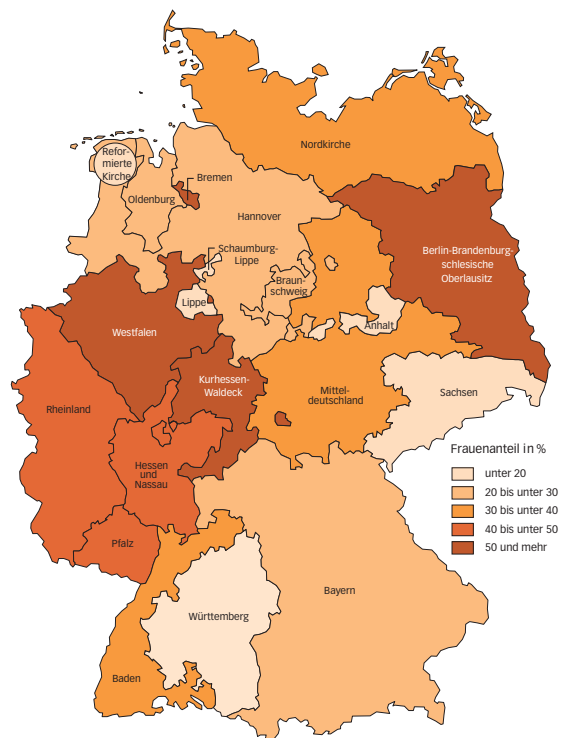 Nordkirche
Refor-
mierte
Kirche
Bremen
Oldenburg
Hannover
Schaumburg-
Lippe
Berlin-Brandenburg-
schlesische
Oberlausitz
Braun-
schweig
Lippe
Anhalt
Westfalen
Kurhessen-
Waldeck
Mittel-
deutschland
Sachsen
Rheinland
Hessen
und
Nassau
Pfalz
Bayern
Württemberg
Baden
Frauenanteil in %
unter 20
20 bis unter 30
30 bis unter 40
40 bis unter 50
50 und mehr